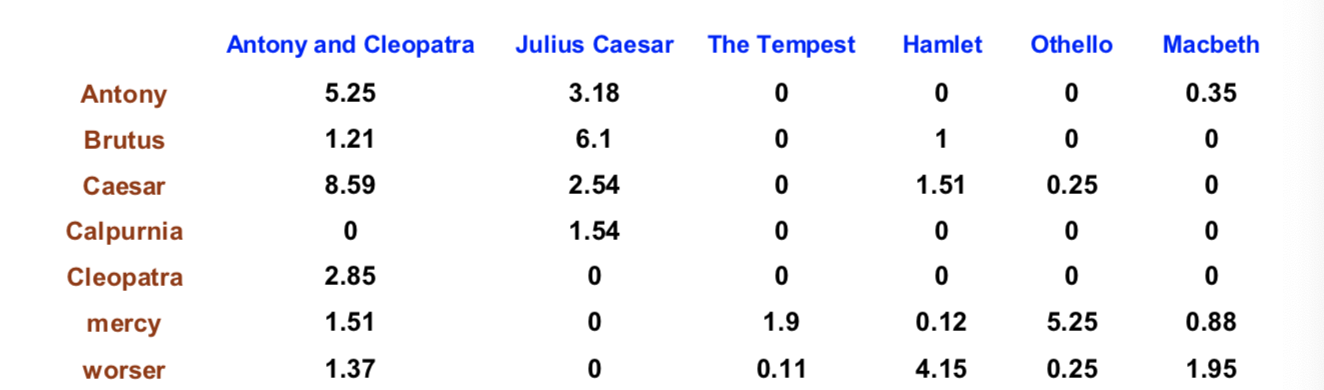 Antony and Cleopatra Julius Caesar The Tempest Hamlet Othello Macbeth
Antony 5.25 3.18 0 0 0 0.35
Brutus 1.21 6.1 0 1 0 0
Caesar 8.59 2.54 0 1.51 0.25 0
Calpurnia 0 1.54 0 0 0 0
Cleopatra 2.85 0 0 0 0 0
mercy 1.51 0 1.9 0.12 5.25 0.88
worser 1.37 0 0.11 4.15 0.25 1.95